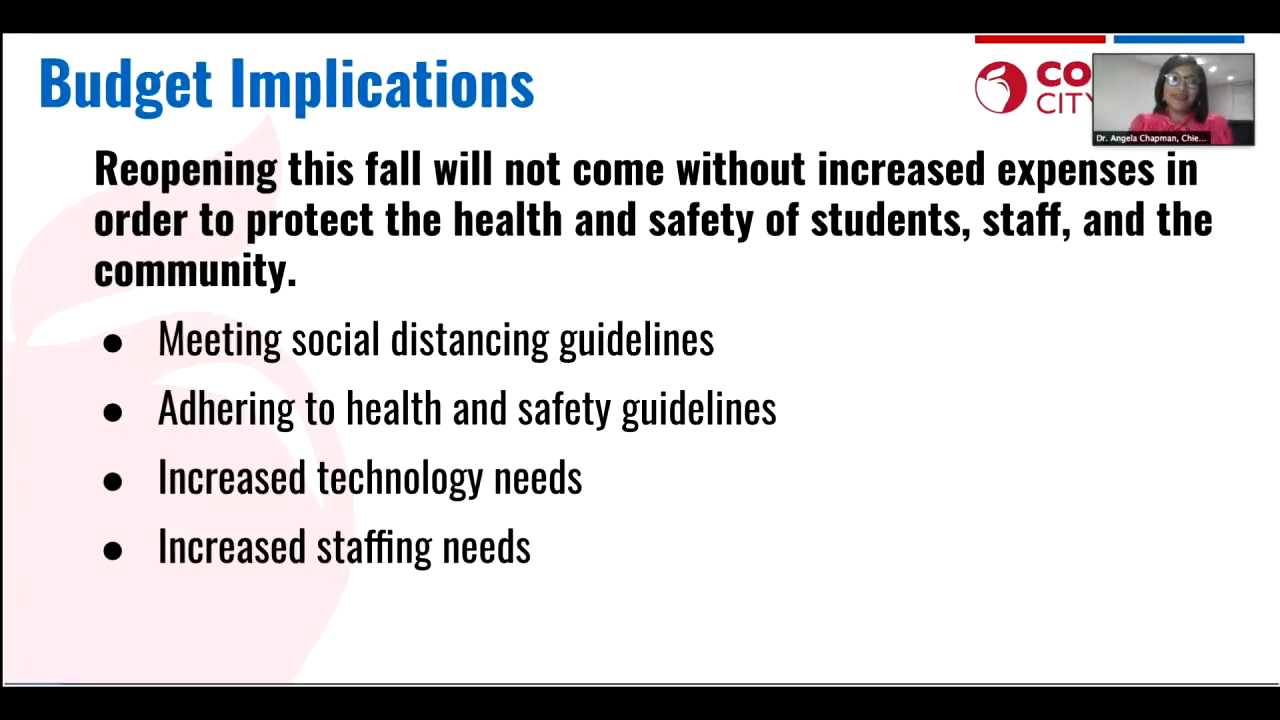 Budget Implications
CO
CITY
Dr. Angela Chapman, Chie...
Reopening this fall will not come without increased expenses in
order to protect the health and safety of students, staff, and the
community.
● Meeting social distancing guidelines
● Adhering to health and safety guidelines
● Increased technology needs
● Increased staffing needs